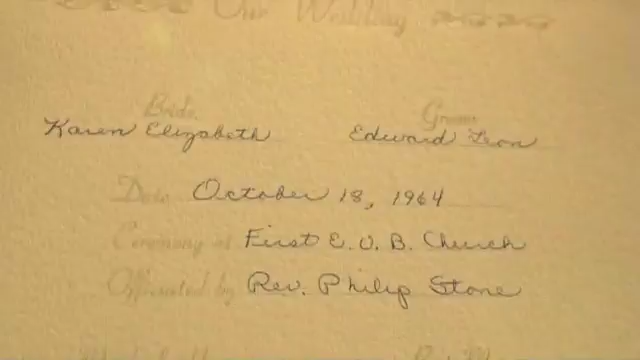 Our Wedding
Bride Groom
Karen Elizabeth Edward Leon
Date October 18, 1964
Ceremony at First E. U. B. Church
Officiated by Rev. Philip Stone